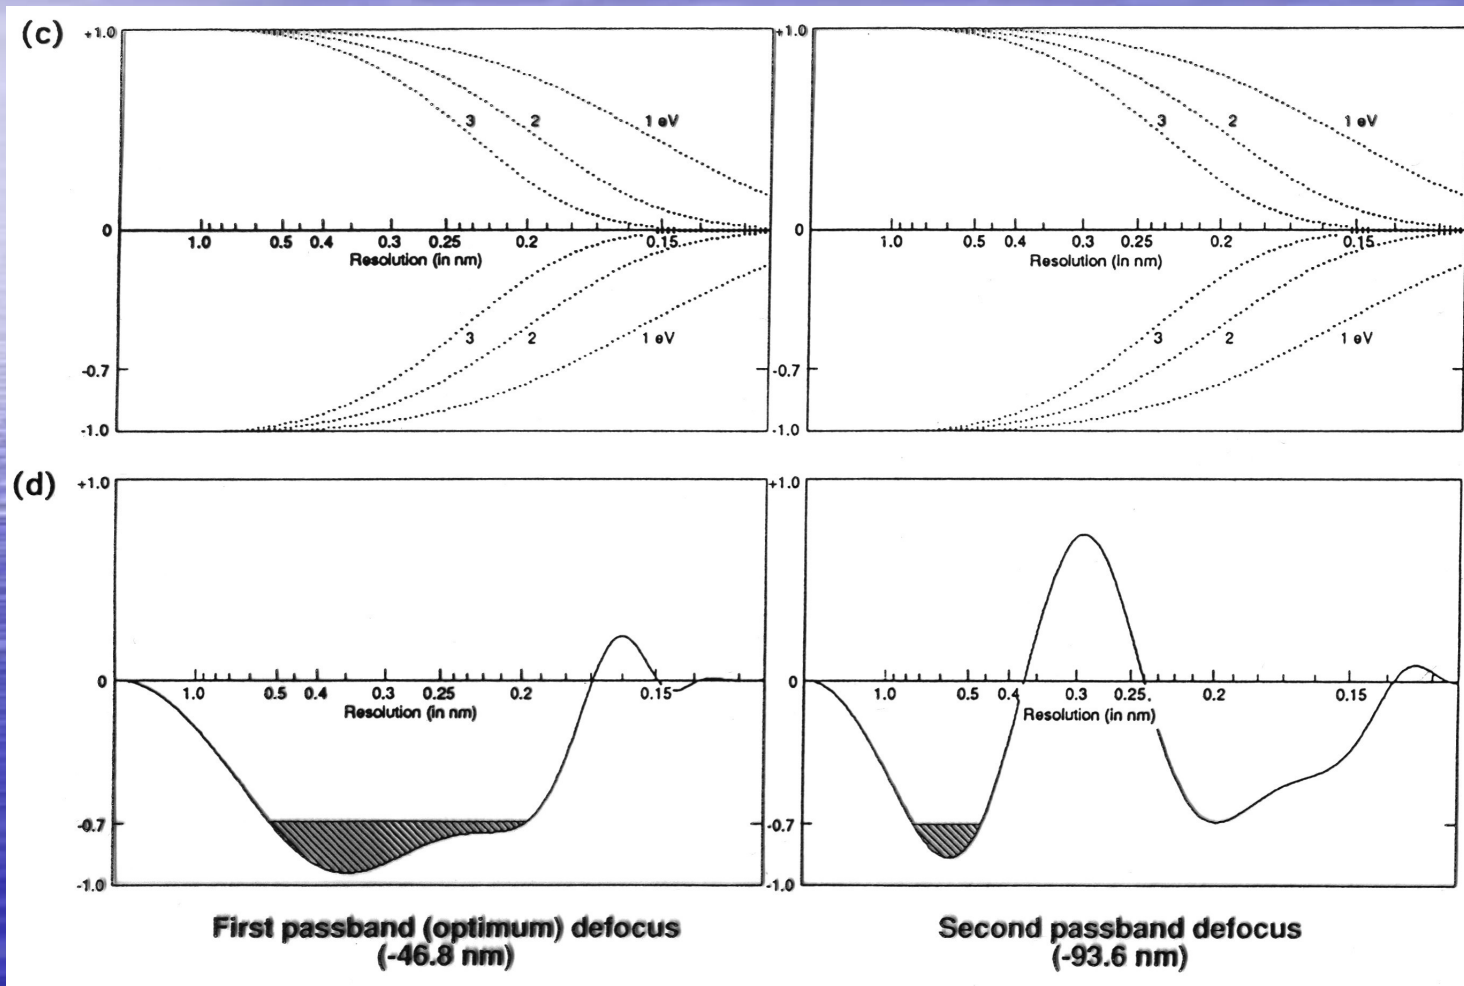 (c)
+1.0
+1.0
3 2 1 eV
3 2 1 eV
0
0
1.0 0.5 0.4 0.3 0.25 0.2 0.15
Resolution (in nm)
1.0 0.5 0.4 0.3 0.25 0.2 0.15
Resolution (in nm)
3 2 1 eV
3 2 1 eV
-0.7
-0.7
-1.0
-1.0
(d)
+1.0
+1.0
0
0
1.0 0.5 0.4 0.3 0.25 0.2 0.15
Resolution (in nm)
1.0 0.5 0.4 0.3 0.25 0.2 0.15
Resolution (in nm)
-0.7
-0.7
-1.0
-1.0
First passband (optimum) defocus
(-46.8 nm)
Second passband defocus
(-93.6 nm)